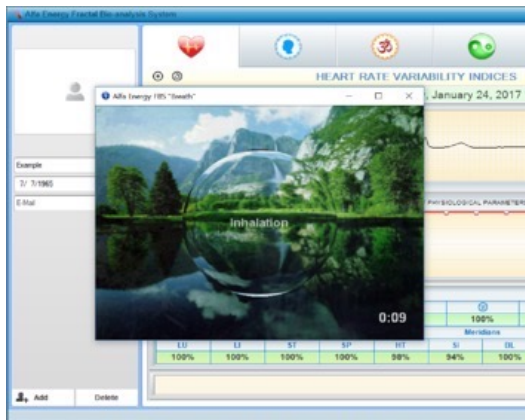 Alfa Energy Fractal Bio-analysis System
HEART RATE VARIABILITY INDICES
, January 24, 2017
Alfa Energy FBS "Breath"
Inhalation
0:09
Example
7/ 7/1965
E-Mail
PHYSIOLOGICAL PARAMETERS
100%
Meridians
LU LI ST SP HT SI BL
100% 100% 100% 100% 98% 94% 100%
Add Delete